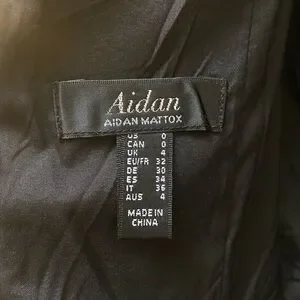 Aidan
AIDAN MATTOX
US 0
CAN 0
UK 4
EU/FR 32
DE 30
ES 34
IT 36
AUS 4
MADE IN
CHINA